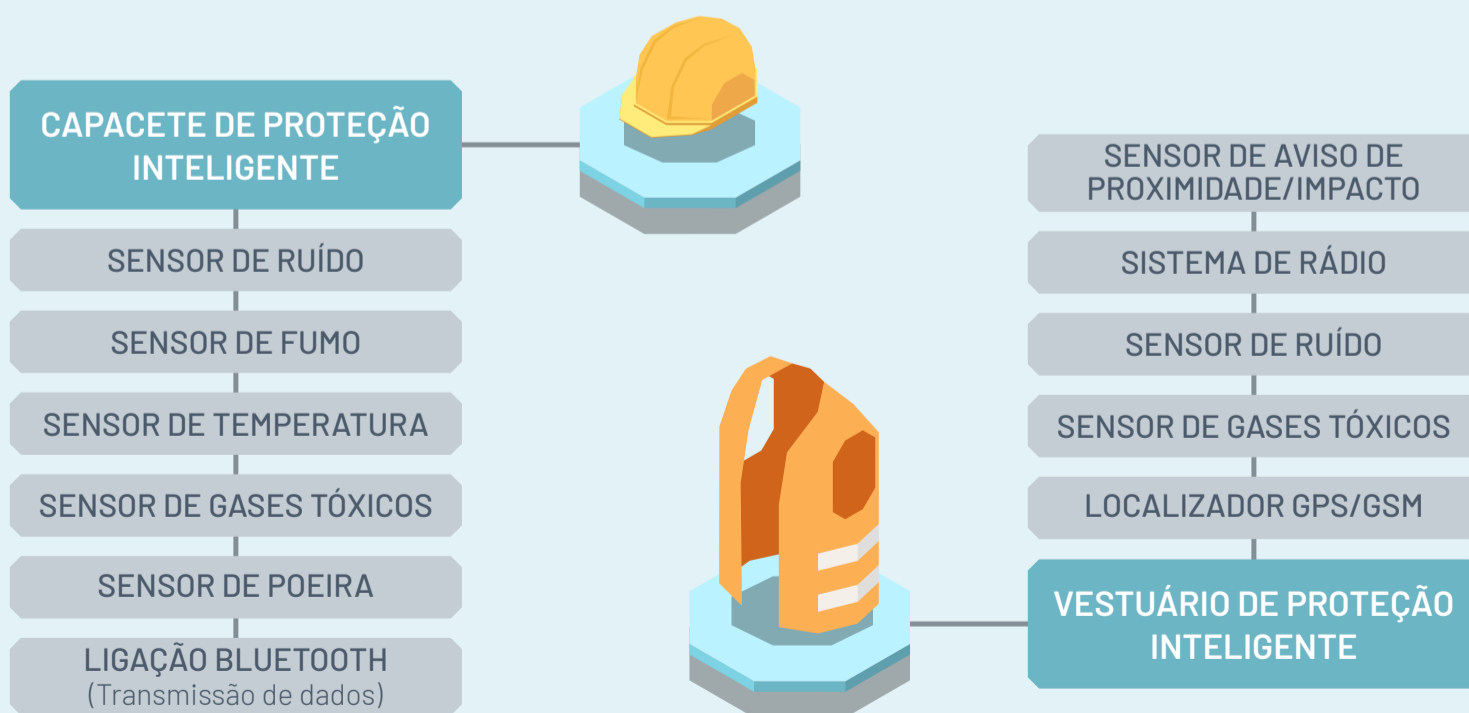 CAPACETE DE PROTEÇÃO
INTELIGENTE
SENSOR DE RUÍDO
SENSOR DE FUMO
SENSOR DE TEMPERATURA
SENSOR DE GASES TÓXICOS
SENSOR DE POEIRA
LIGAÇÃO BLUETOOTH
(Transmissão de dados)
SENSOR DE AVISO DE
PROXIMIDADE/IMPACTO
SISTEMA DE RÁDIO
SENSOR DE RUÍDO
SENSOR DE GASES TÓXICOS
LOCALIZADOR GPS/GSM
VESTUÁRIO DE PROTEÇÃO
INTELIGENTE